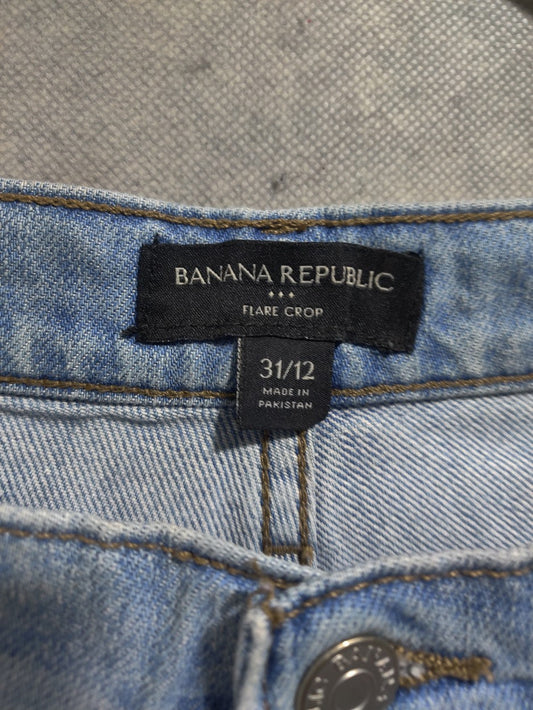 BANANA REPUBLIC
FLARE CROP
31/12
MADE IN
PAKISTAN